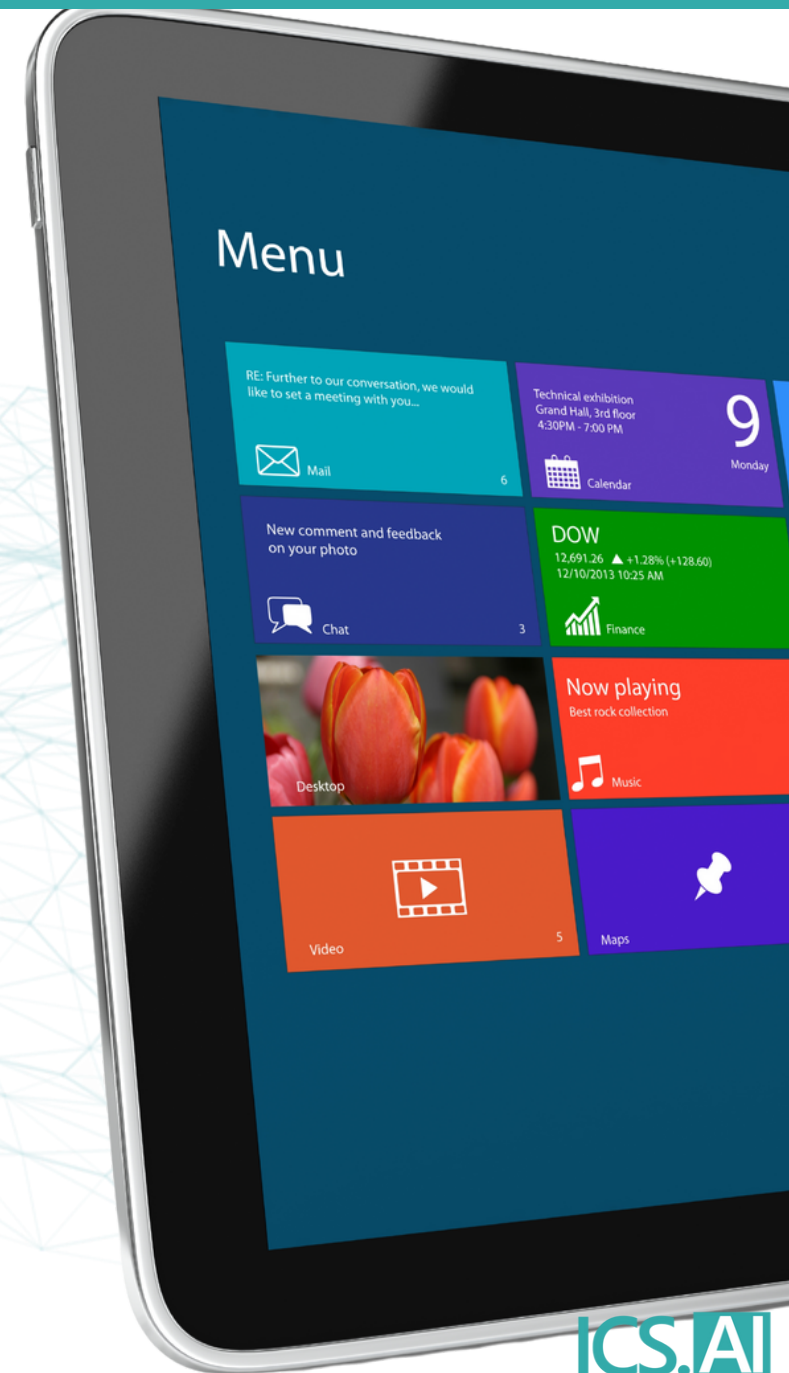 Menu
RE: Further to our conversation, we would
like to set a meeting with you...
Mail
6
Technical exhibition
Grand Hall, 3rd floor
4:30PM - 7:00 PM
9
Monday
Calendar
New comment and feedback
on your photo
Chat
3
DOW
12,691.26 ▲ +1.28% (+128.60)
12/10/2013 10:25 AM
Finance
Desktop
Now playing
Best rock collection
Music
Video
5
Maps
ICS.AI